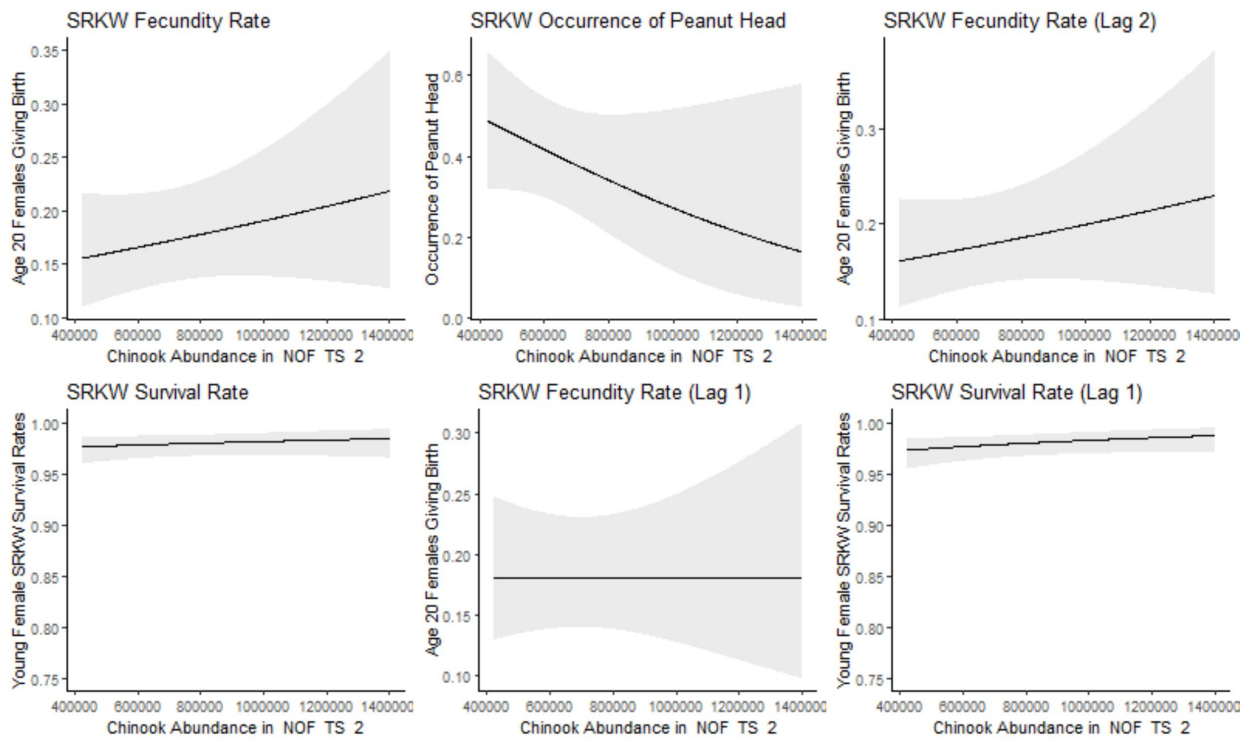 SRKW Fecundity Rate
Age 20 Females Giving Birth
0.35
0.30
0.25
0.20
0.15
0.10
400000 600000 800000 1000000 1200000 1400000
Chinook Abundance in NOF TS 2
SRKW Occurrence of Peanut Head
Occurrence of Peanut Head
0.6
0.4
0.2
0.0
400000 600000 800000 1000000 1200000 1400000
Chinook Abundance in NOF TS 2
SRKW Fecundity Rate (Lag 2)
Age 20 Females Giving Birth
0.3
0.2
0.1
400000 600000 800000 1000000 1200000 1400000
Chinook Abundance in NOF TS 2
SRKW Survival Rate
Young Female SRKW Survival Rates
1.00
0.95
0.90
0.85
0.80
0.75
400000 600000 800000 1000000 1200000 1400000
Chinook Abundance in NOF TS 2
SRKW Fecundity Rate (Lag 1)
Age 20 Females Giving Birth
0.30
0.25
0.20
0.15
0.10
400000 600000 800000 1000000 1200000 1400000
Chinook Abundance in NOF TS 2
SRKW Survival Rate (Lag 1)
Young Female SRKW Survival Rates
1.00
0.95
0.90
0.85
0.80
0.75
400000 600000 800000 1000000 1200000 1400000
Chinook Abundance in NOF TS 2